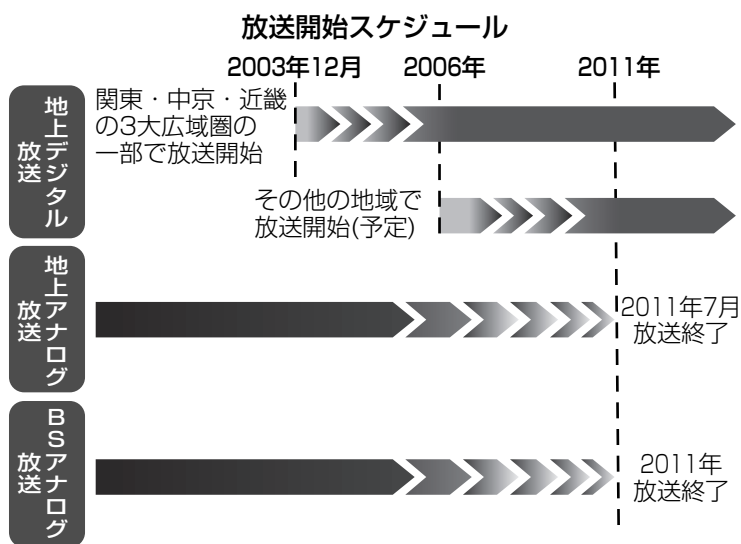 放送開始スケジュール
2003年12月
2006年
2011年
地上デジタル
放送
関東・中京・近畿
の3大広域圏の
一部で放送開始
その他の地域で
放送開始(予定)
地上アナログ
放送
2011年7月
放送終了
BSアナログ
放送
2011年
放送終了